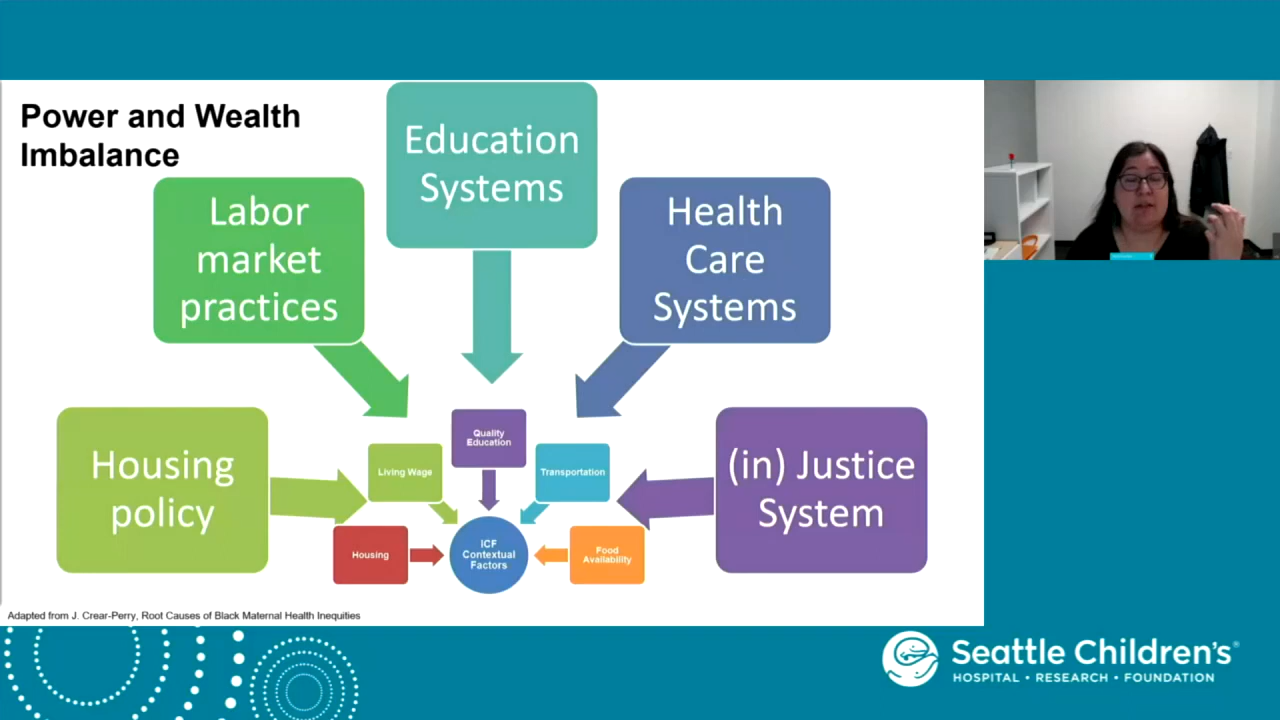 Power and Wealth
Imbalance
Education
Systems
Labor
market
practices
Health
Care
Systems
Housing
policy
(in) Justice
System
Quality
Education
Living Wage
Transportation
Housing
ICF
Contextual
Factors
Food
Availability
Adapted from J. Crear-Perry, Root Causes of Black Maternal Health Inequities
Seattle Children's®
HOSPITAL • RESEARCH • FOUNDATION